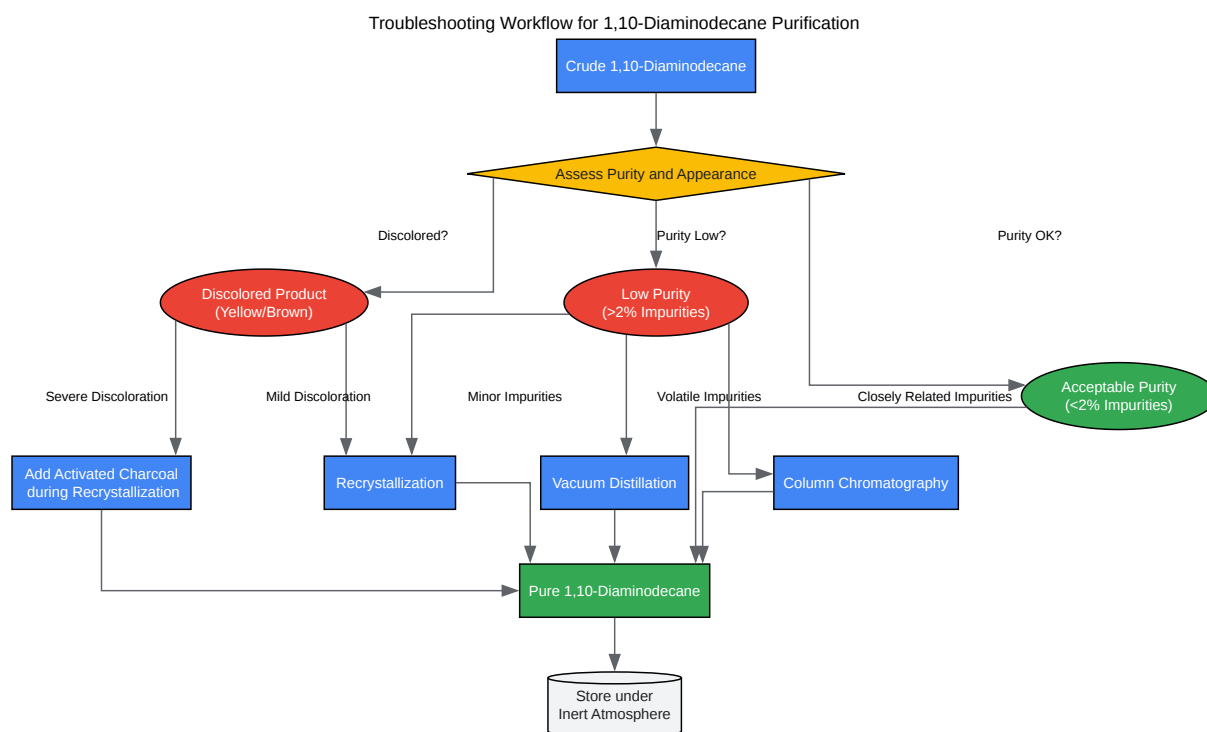 Troubleshooting Workflow for 1,10-Diaminodecane Purification
Crude 1,10-Diaminodecane
Assess Purity and Appearance
Discolored?
Purity Low?
Purity OK?
Discolored Product
(Yellow/Brown)
Low Purity
(>2% Impurities)
Acceptable Purity
(<2% Impurities)
Severe Discoloration
Mild Discoloration
Minor Impurities
Volatile Impurities
Closely Related Impurities
Add Activated Charcoal
during Recrystallization
Recrystallization
Vacuum Distillation
Column Chromatography
Pure 1,10-Diaminodecane
Store under
Inert Atmosphere